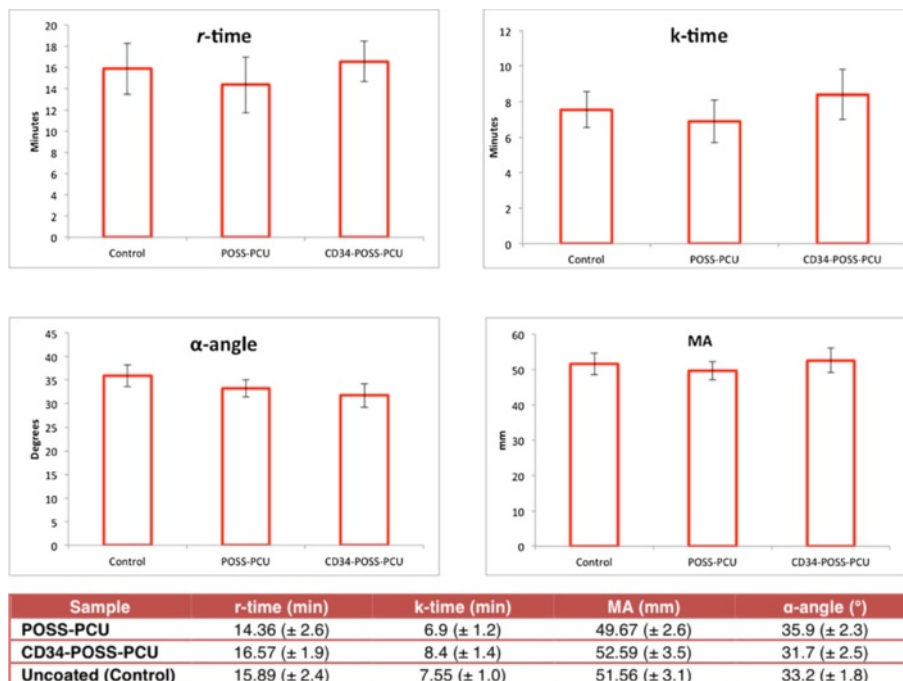 r-time
20
18
16
14
12
10
8
6
4
2
0
Minutes
Control POSS-PCU CD34-POSS-PCU
k-time
12
10
8
6
4
2
0
Minutes
Control POSS-PCU CD34-POSS-PCU
α-angle
45
40
35
30
25
20
15
10
5
0
Degrees
Control POSS-PCU CD34-POSS-PCU
MA
60
50
40
30
20
10
0
mm
Control POSS-PCU CD34-POSS-PCU
Sample r-time (min) k-time (min) MA (mm) α-angle (°)
POSS-PCU 14.36 (± 2.6) 6.9 (± 1.2) 49.67 (± 2.6) 35.9 (± 2.3)
CD34-POSS-PCU 16.57 (± 1.9) 8.4 (± 1.4) 52.59 (± 3.5) 31.7 (± 2.5)
Uncoated (Control) 15.89 (± 2.4) 7.55 (± 1.0) 51.56 (± 3.1) 33.2 (± 1.8)